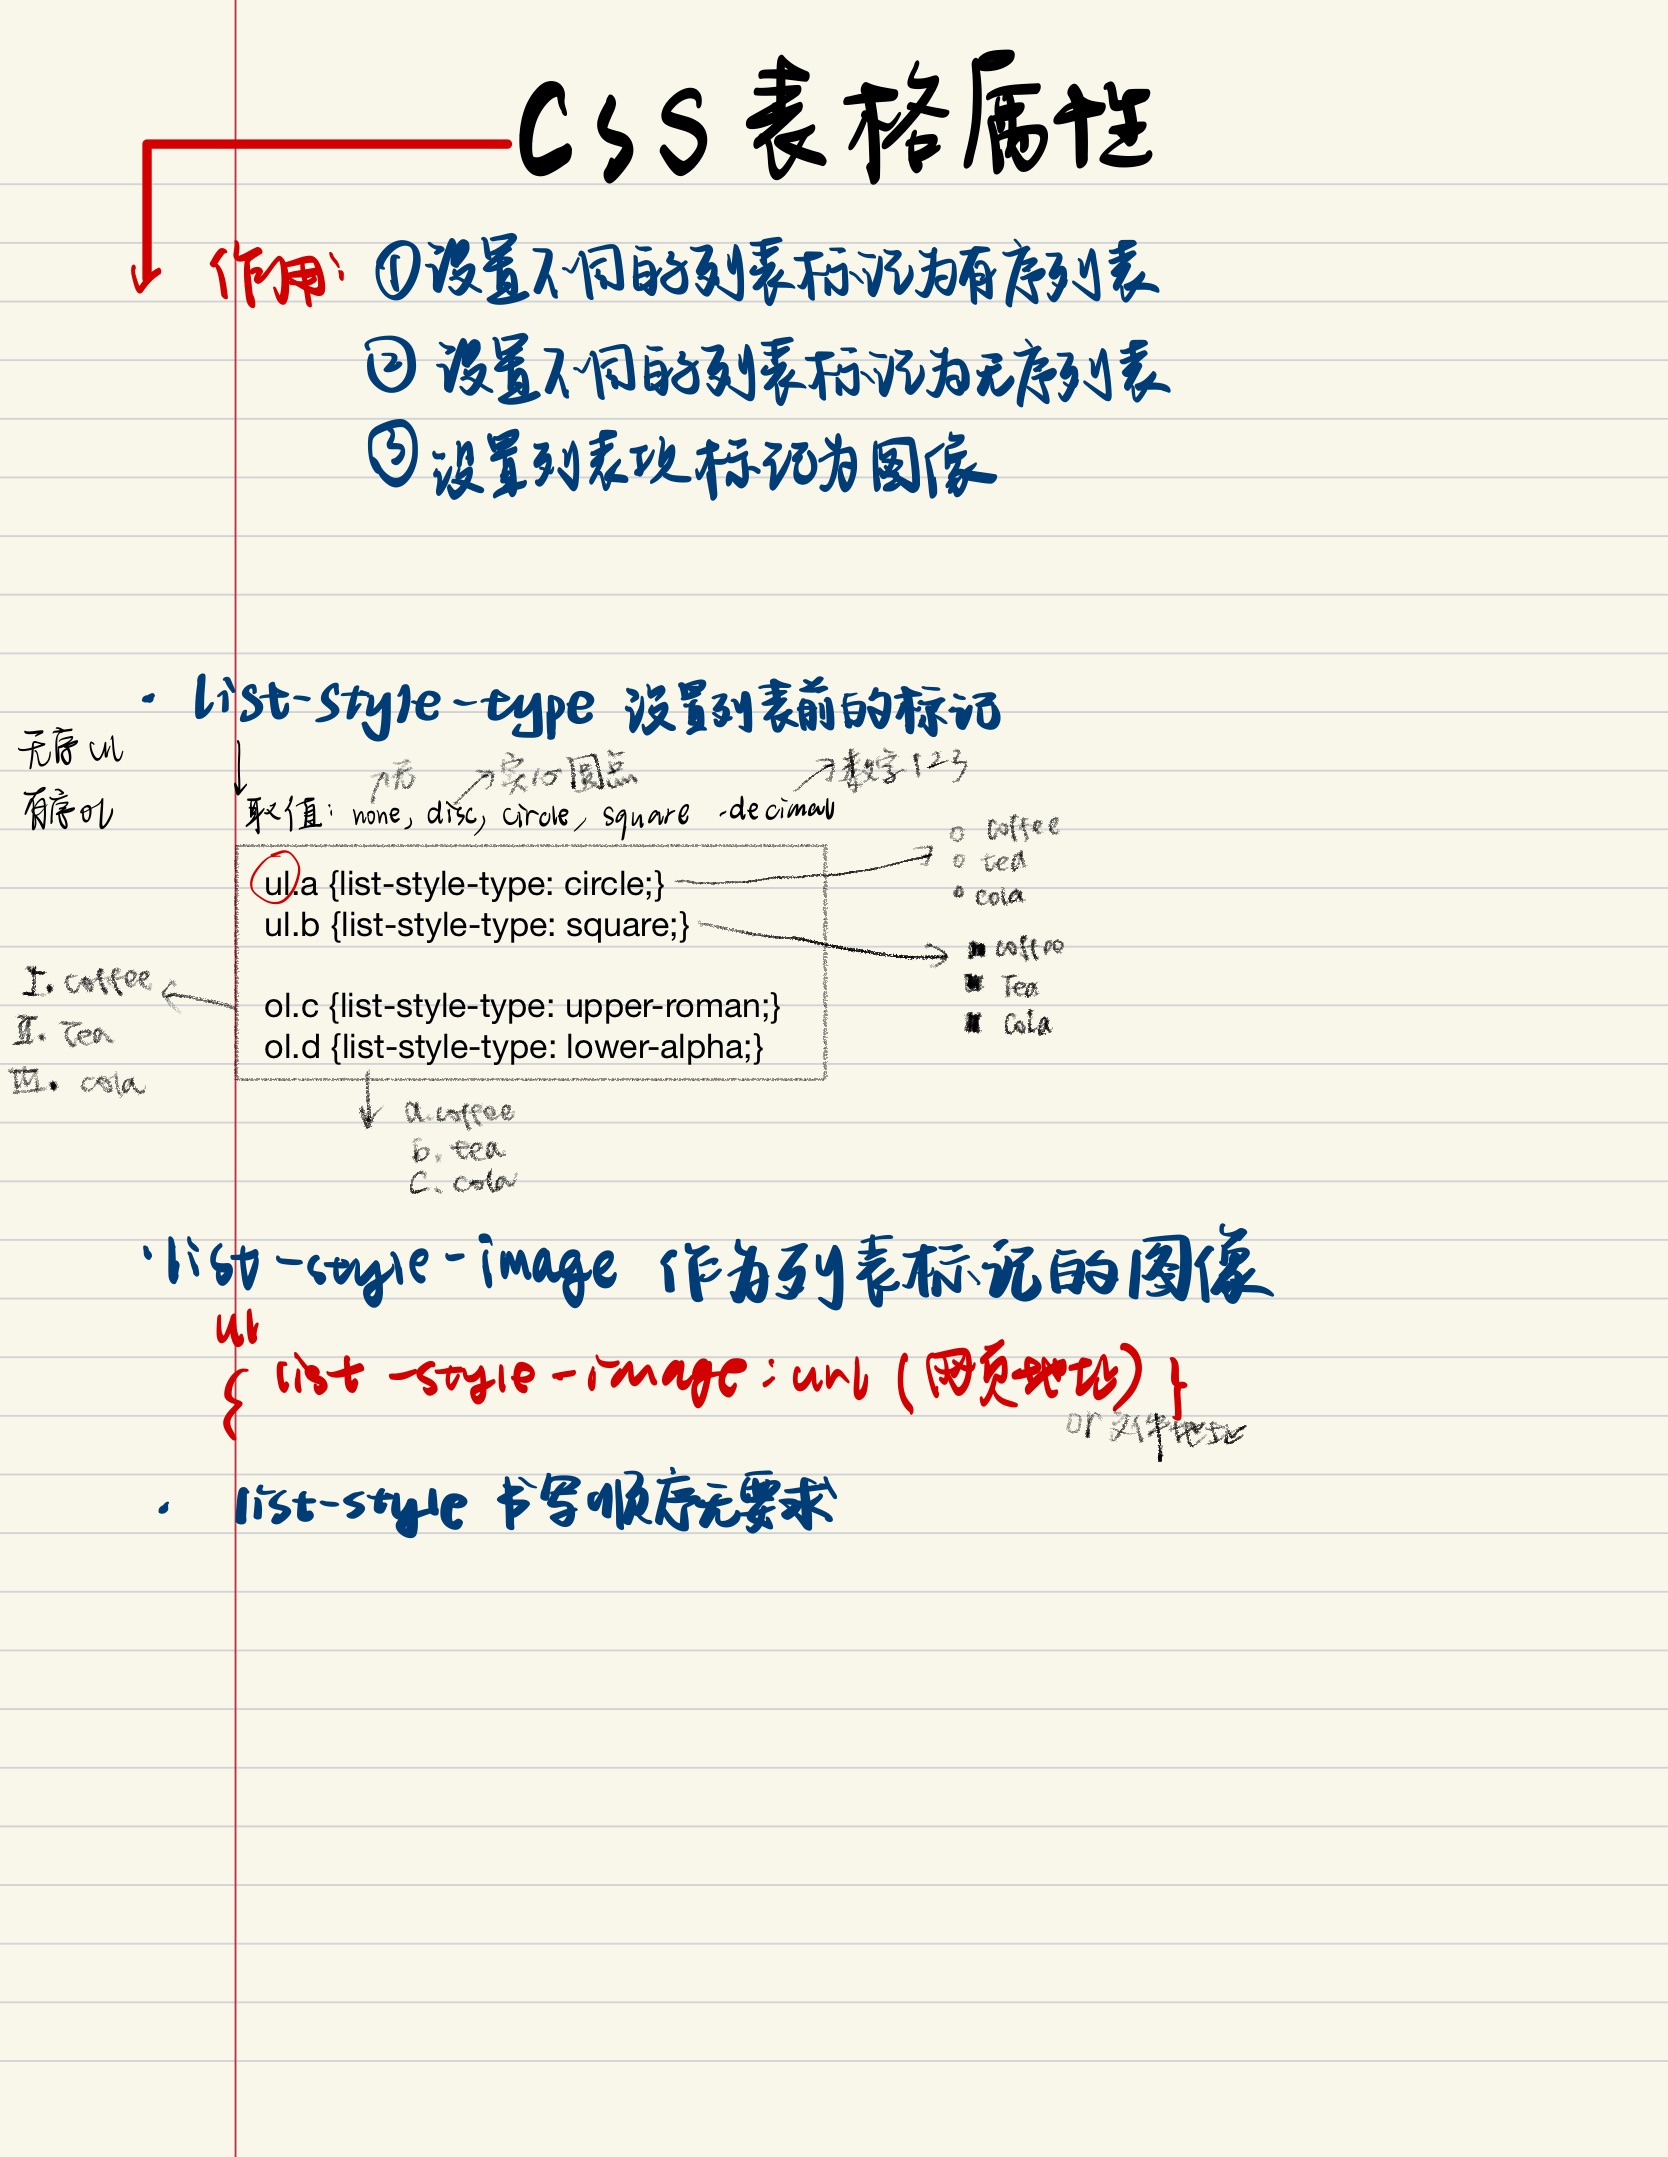 CSS 表格属性
作用: ①设置不同的列表标记为有序列表
② 设置不同的列表标记为无序列表
③ 设置列表项标记为图像
· list-style-type 设置列表前的标记
无序 ul
有序 ol
无
实心圆点
数字123
取值: none, disc, circle, square -decimal
ul.a {list-style-type: circle;}
ul.b {list-style-type: square;}
ol.c {list-style-type: upper-roman;}
ol.d {list-style-type: lower-alpha;}
○ coffee
○ tea
○ cola
■ coffee
■ Tea
■ Cola
I. coffee
II. Tea
III. cola
a. coffee
b. tea
c. cola
· list-style-image 作为列表标记的图像
ul
{ list-style-image: url (网页地址) }
or 文件地址
· list-style 书写顺序无要求